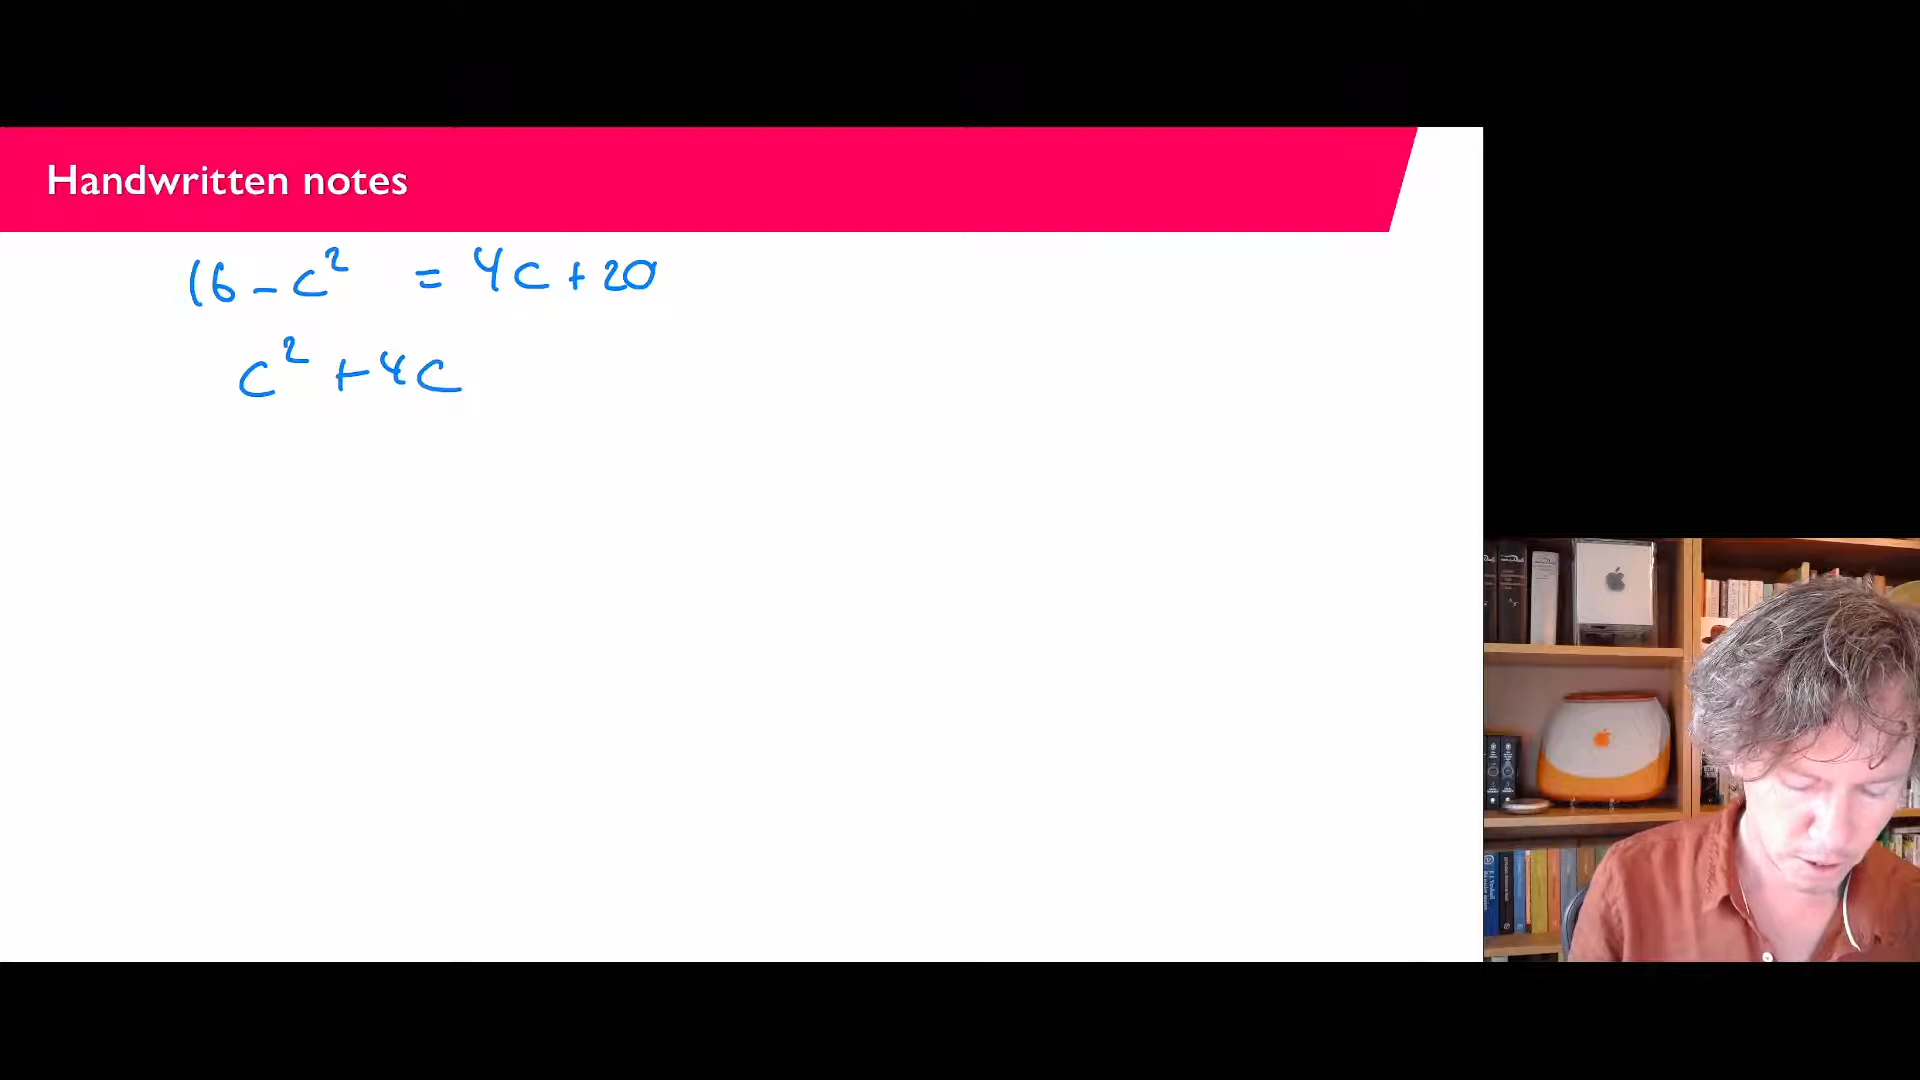 Handwritten notes
16 - c² = 4c + 20
c² + 4c